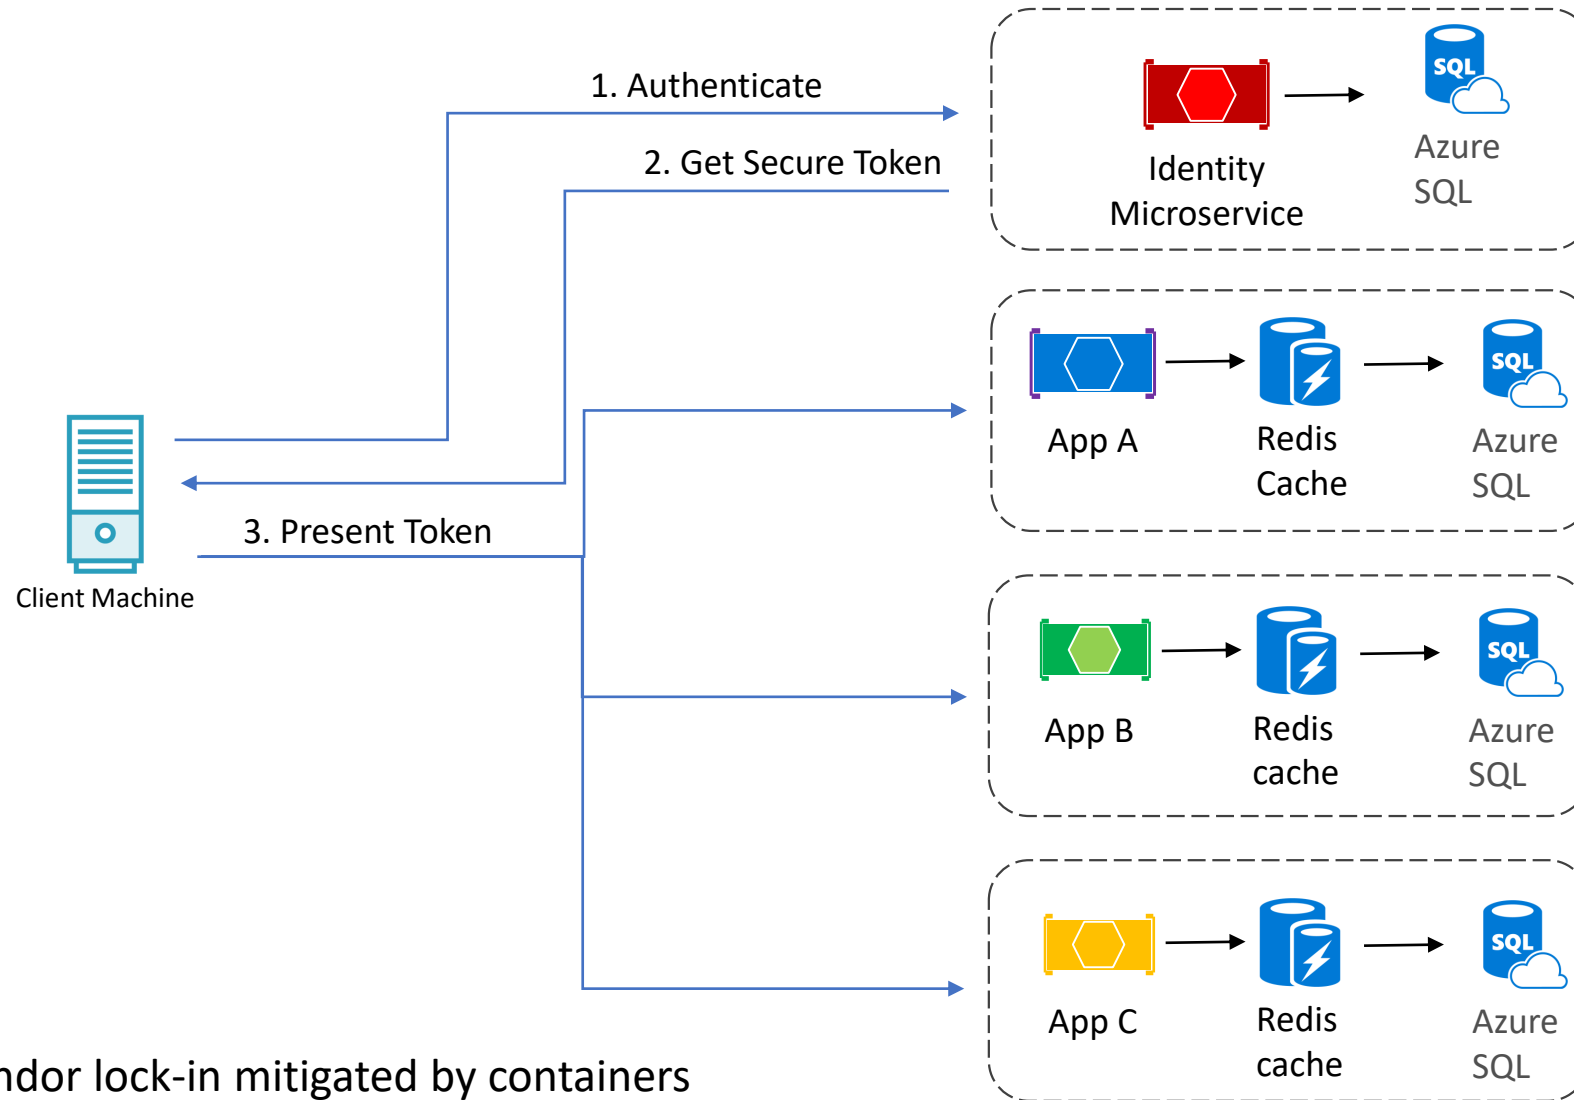 1. Authenticate
2. Get Secure Token
SQL
Azure
SQL
Identity
Microservice
SQL
App A
Redis
Cache
Azure
SQL
3. Present Token
Client Machine
SQL
App B
Redis
cache
Azure
SQL
SQL
App C
Redis
cache
Azure
SQL
ndor lock-in mitigated by containers